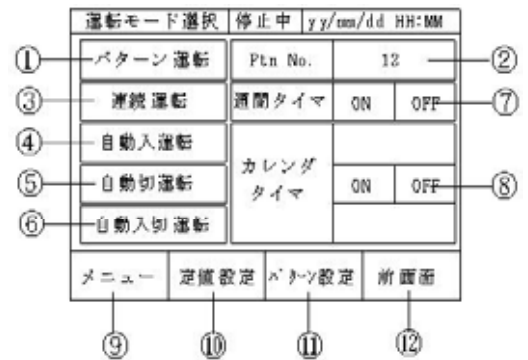 運転モード選択 停止中 yy/mm/dd HH:MM
① パターン運転 Ptn No. 12 ②
③ 連続運転 週間タイマ ON OFF ⑦
④ 自動入運転
⑤ 自動切運転 カレンダ
タイマ ON OFF ⑧
⑥ 自動入切運転
メニュー 定値設定 パターン設定 前画面
⑨ ⑩ ⑪ ⑫